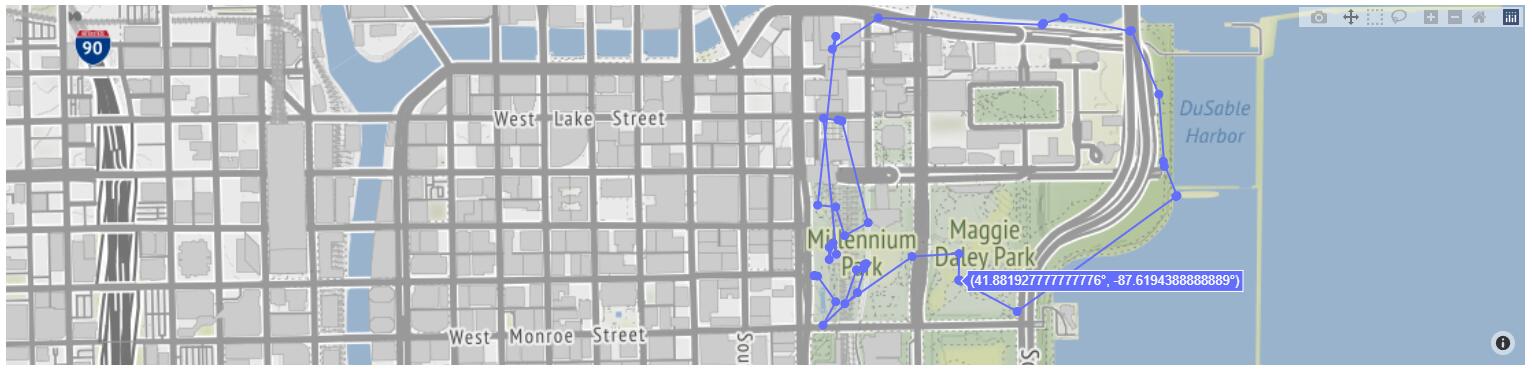 90
West Lake Street
DuSable
Harbor
Millennium
Park
Maggie
Daley Park
(41.881927777777776°, -87.6194388888889°)
West Monroe Street
Sou